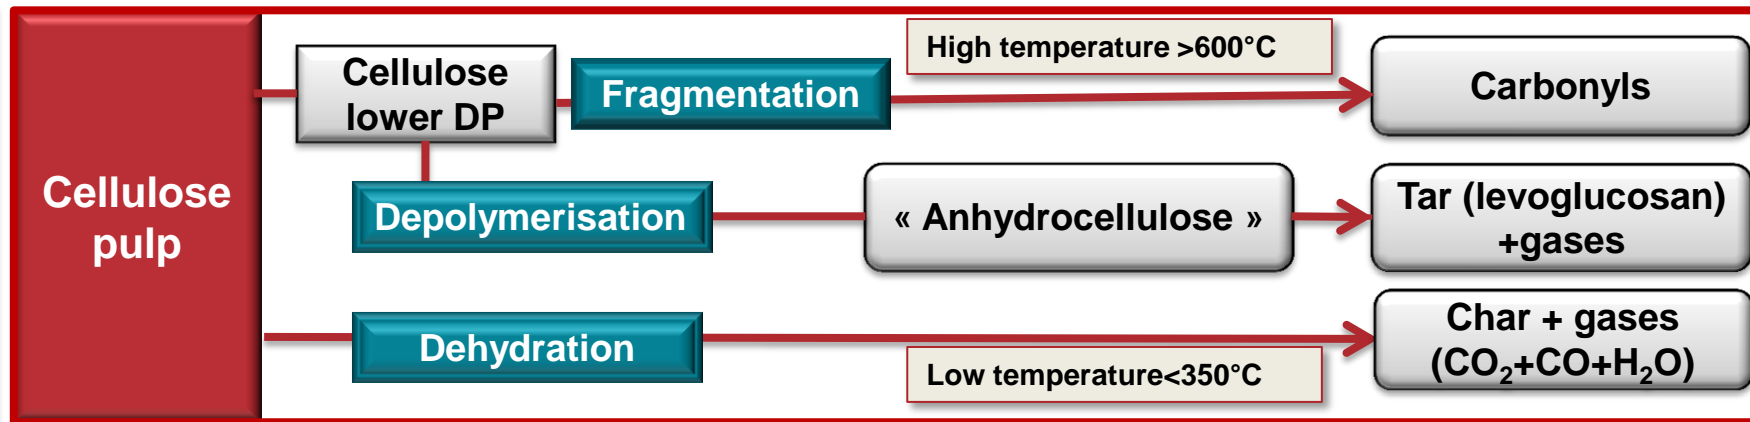 Cellulose
pulp
Cellulose
lower DP
Fragmentation
High temperature >600°C
Carbonyls
Depolymerisation
« Anhydrocellulose »
Tar (levoglucosan)
+gases
Dehydration
Low temperature<350°C
Char + gases
(CO₂+CO+H₂O)